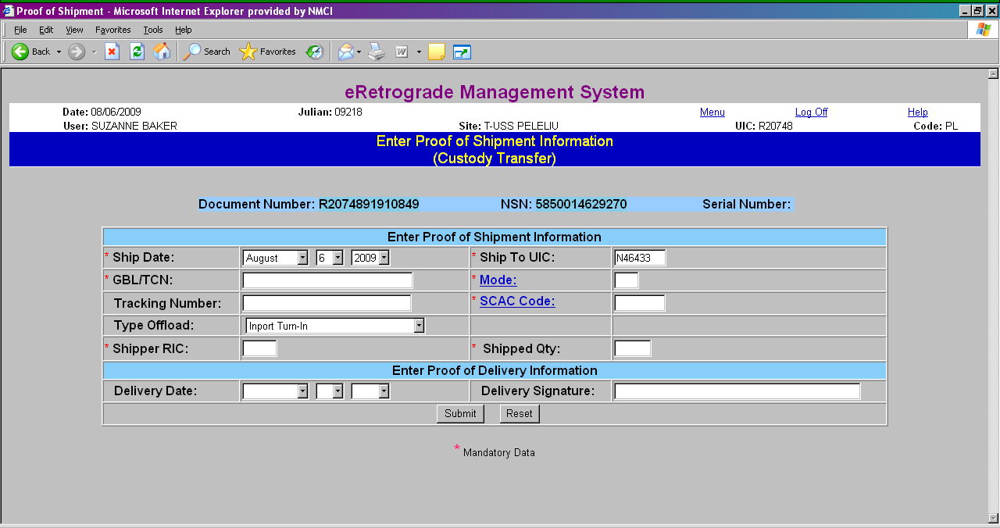 Proof of Shipment - Microsoft Internet Explorer provided by NMCI
File Edit View Favorites Tools Help
Back Search Favorites
eRetrograde Management System
Date: 08/06/2009 Julian: 09218 Menu Log Off Help
User: SUZANNE BAKER Site: T-USS PELELIU UIC: R20748 Code: PL
Enter Proof of Shipment Information
(Custody Transfer)
Document Number: R2074891910849 NSN: 5850014629270 Serial Number:
Enter Proof of Shipment Information
* Ship Date: August 6 2009 * Ship To UIC: N46433
* GBL/TCN: * Mode:
Tracking Number: * SCAC Code:
Type Offload: Inport Turn-In
* Shipper RIC: * Shipped Qty:
Enter Proof of Delivery Information
Delivery Date: Delivery Signature:
Submit Reset
* Mandatory Data